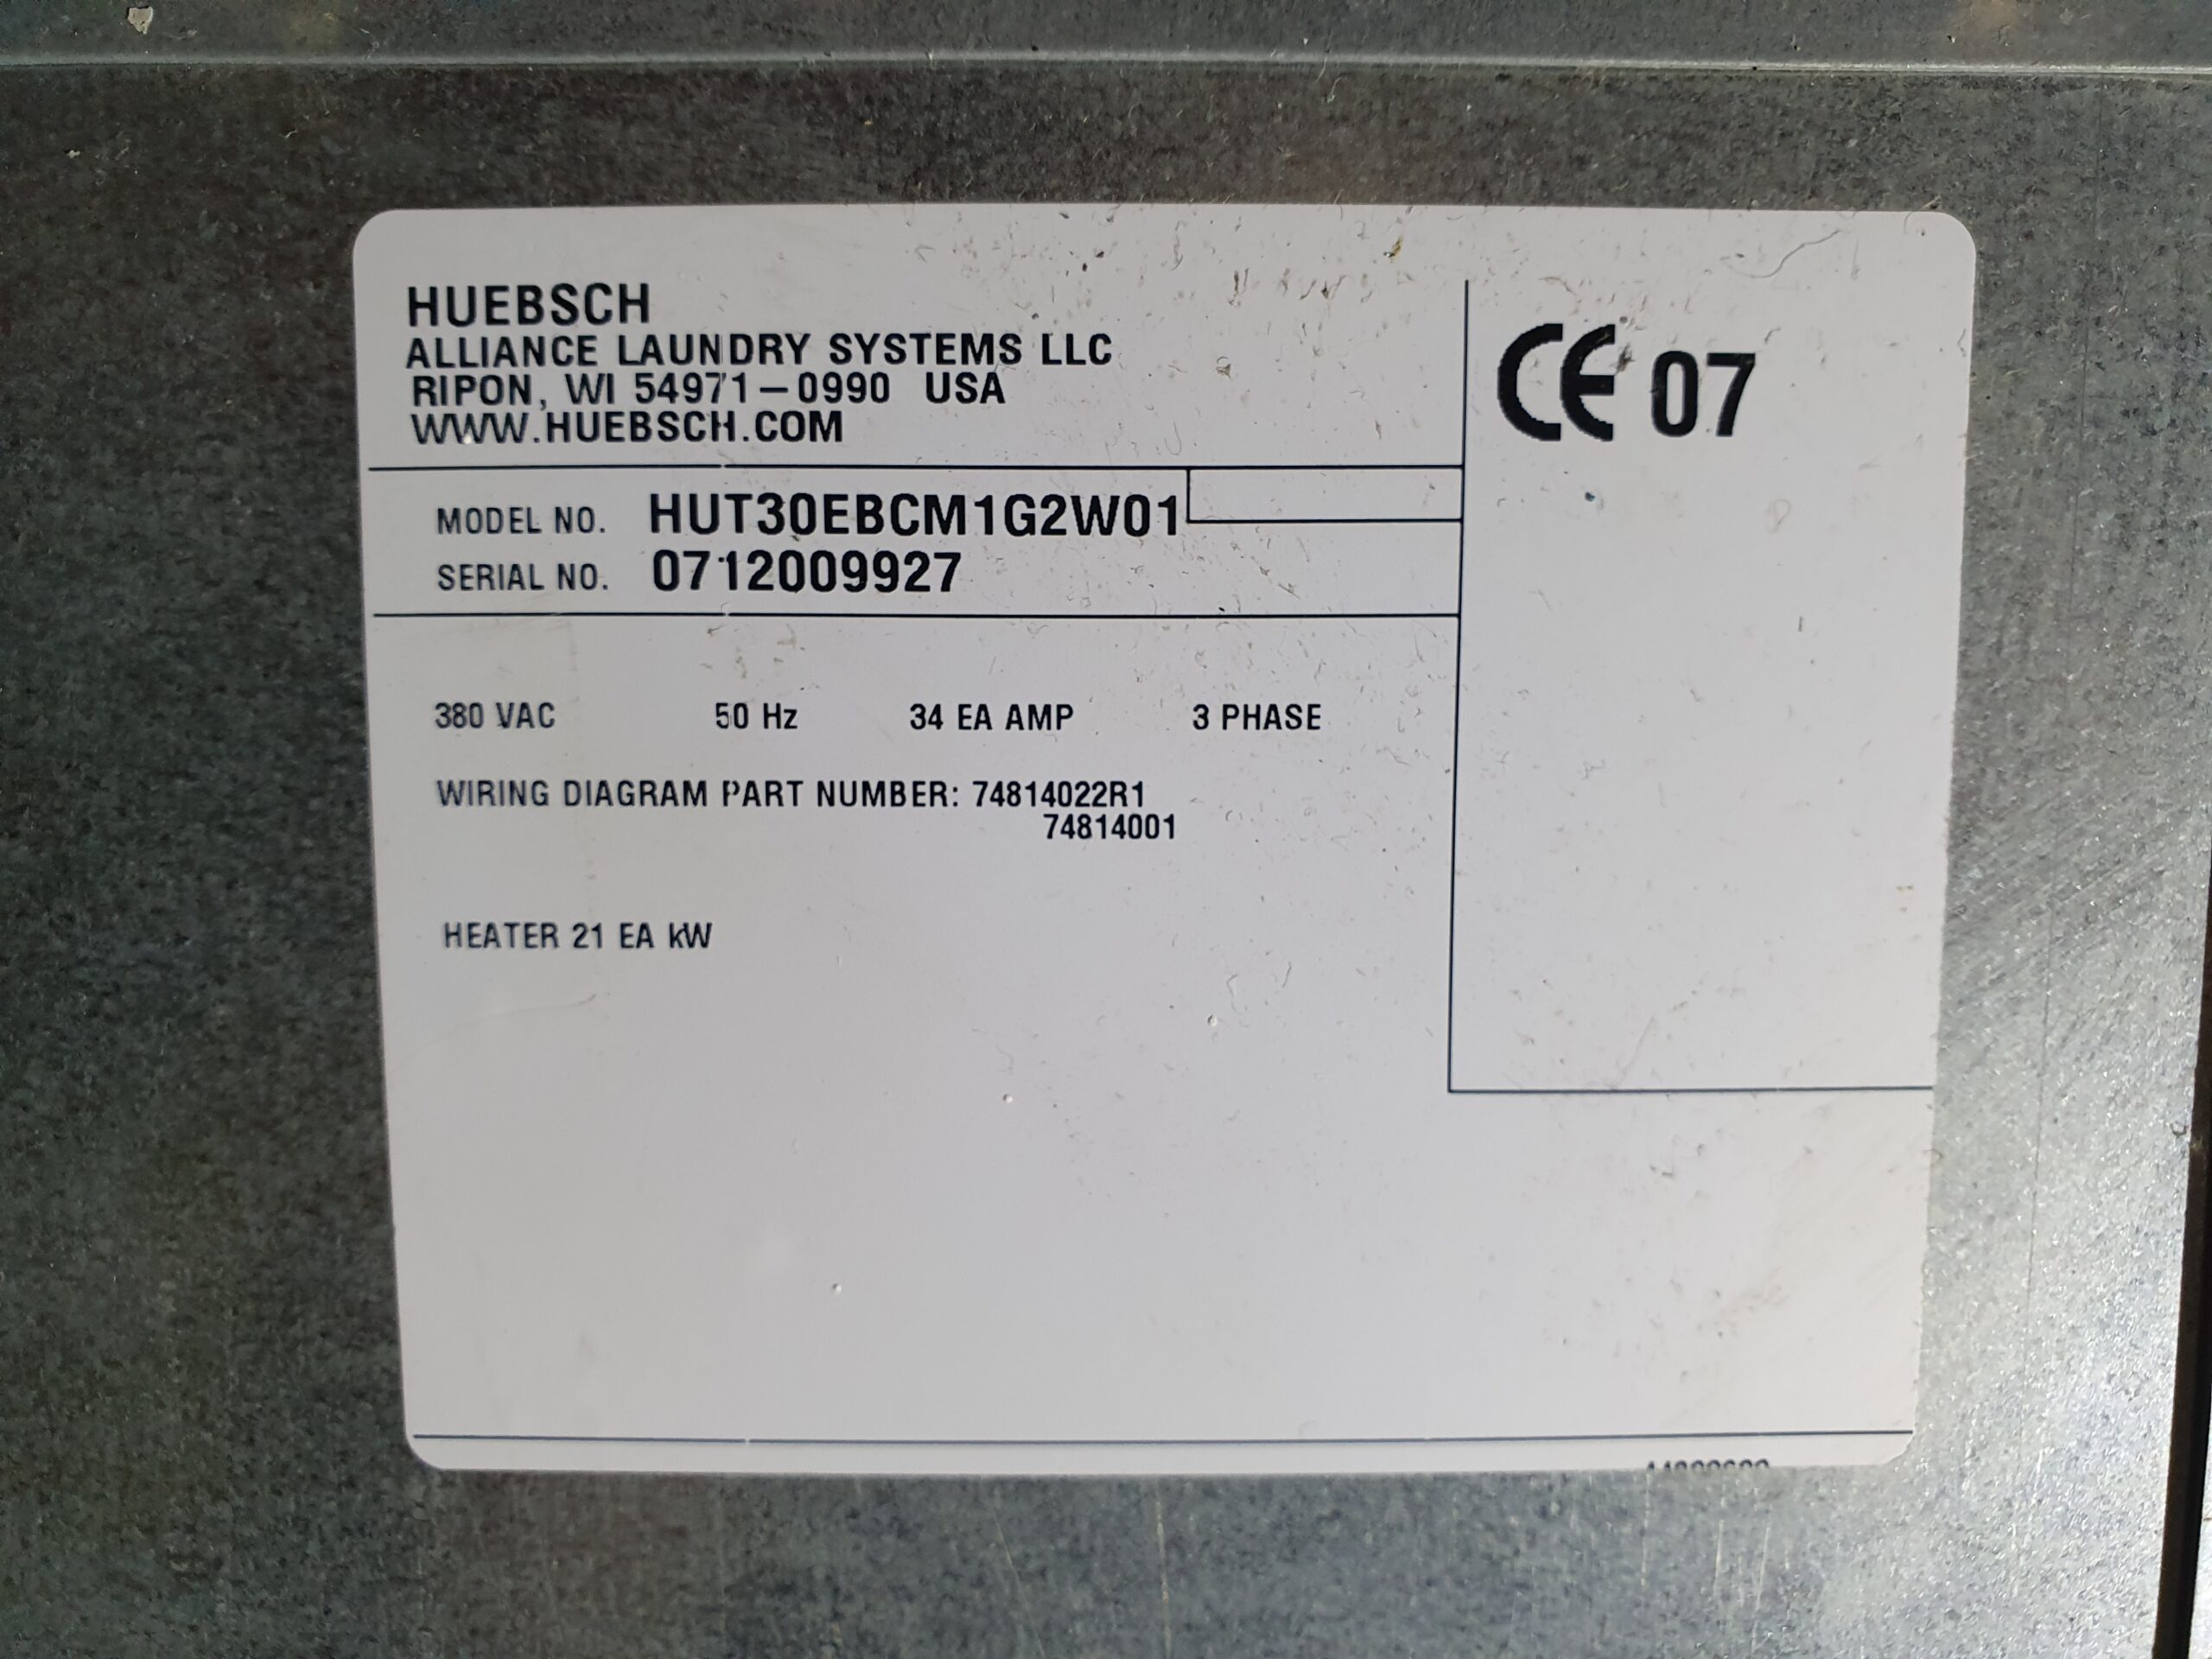 HUEBSCH
ALLIANCE LAUNDRY SYSTEMS LLC
RIPON, WI 54971-0990 USA
WWW.HUEBSCH.COM
CE 07
MODEL NO. HUT30EBCM1G2W01
SERIAL NO. 0712009927
380 VAC 50 Hz 34 EA AMP 3 PHASE
WIRING DIAGRAM PART NUMBER: 74814022R1
74814001
HEATER 21 EA kW